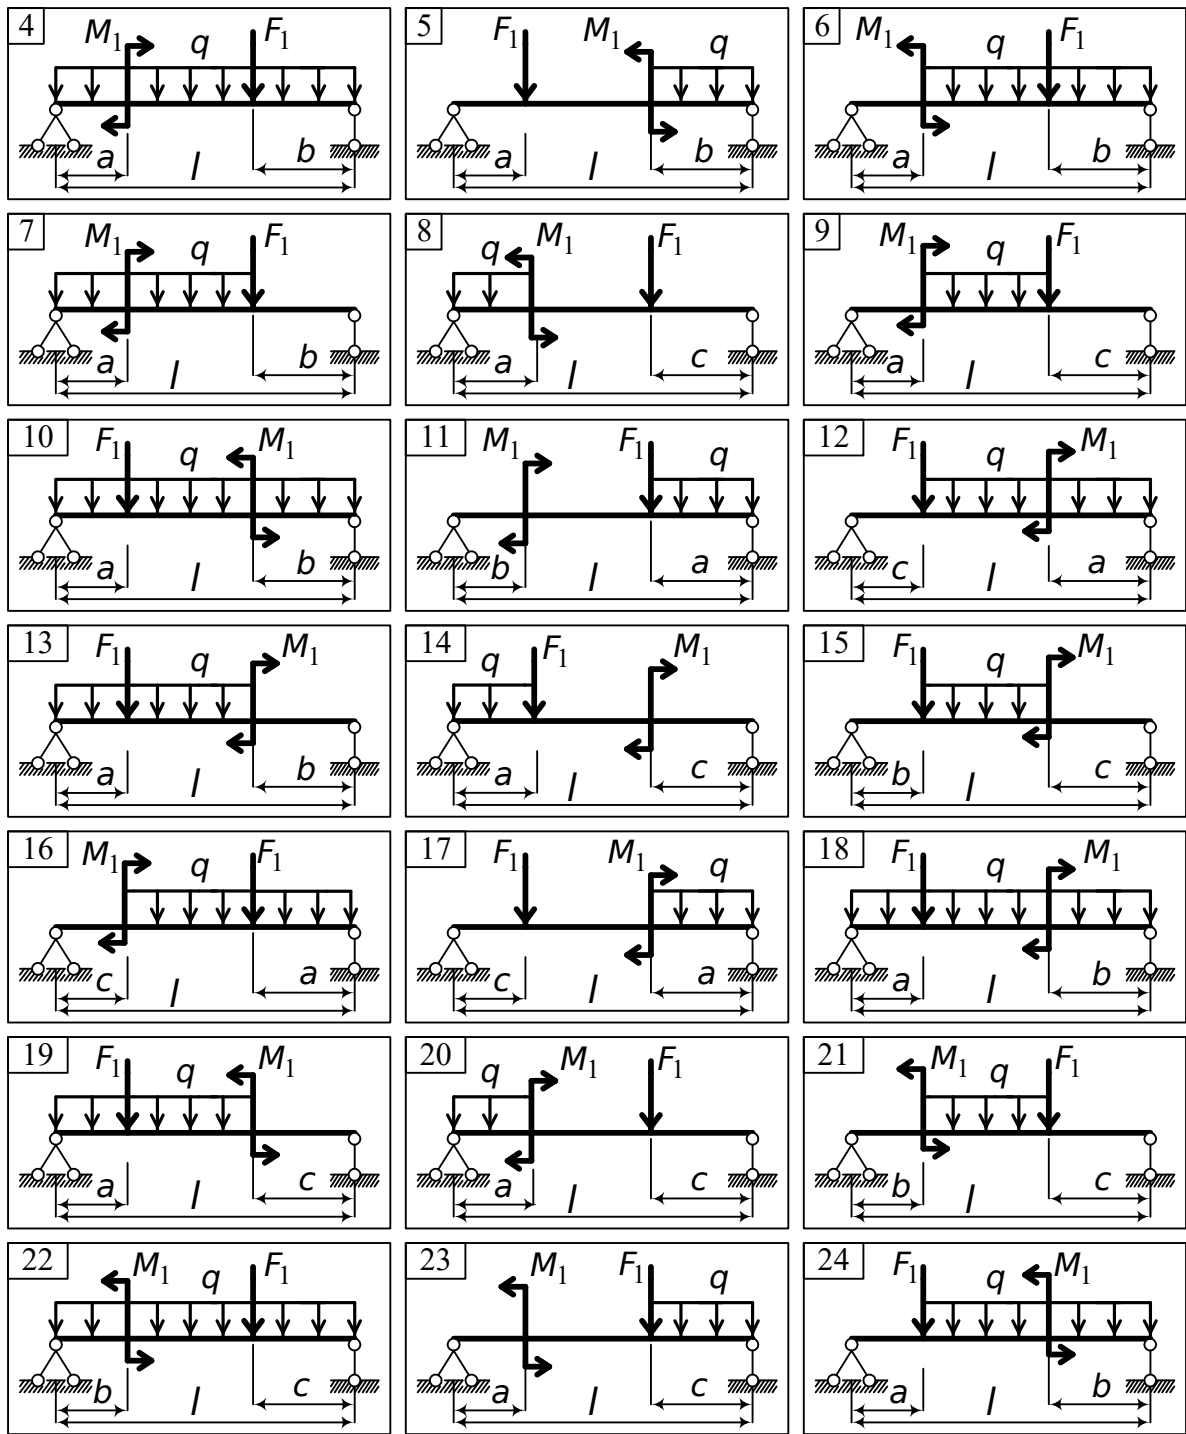 4 M₁ q F₁
a l b
5 F₁ M₁ q
a l b
6 M₁ q F₁
a l b
7 M₁ q F₁
a l b
8 q M₁ F₁
a l c
9 M₁ q F₁
a l c
10 F₁ q M₁
a l b
11 M₁ F₁ q
b l a
12 F₁ q M₁
c l a
13 F₁ q M₁
a l b
14 q F₁ M₁
a l c
15 F₁ q M₁
b l c
16 M₁ q F₁
c l a
17 F₁ M₁ q
c l a
18 F₁ q M₁
a l b
19 F₁ q M₁
a l c
20 q M₁ F₁
a l c
21 M₁ q F₁
b l c
22 M₁ q F₁
b l c
23 M₁ F₁ q
a l c
24 F₁ q M₁
a l b